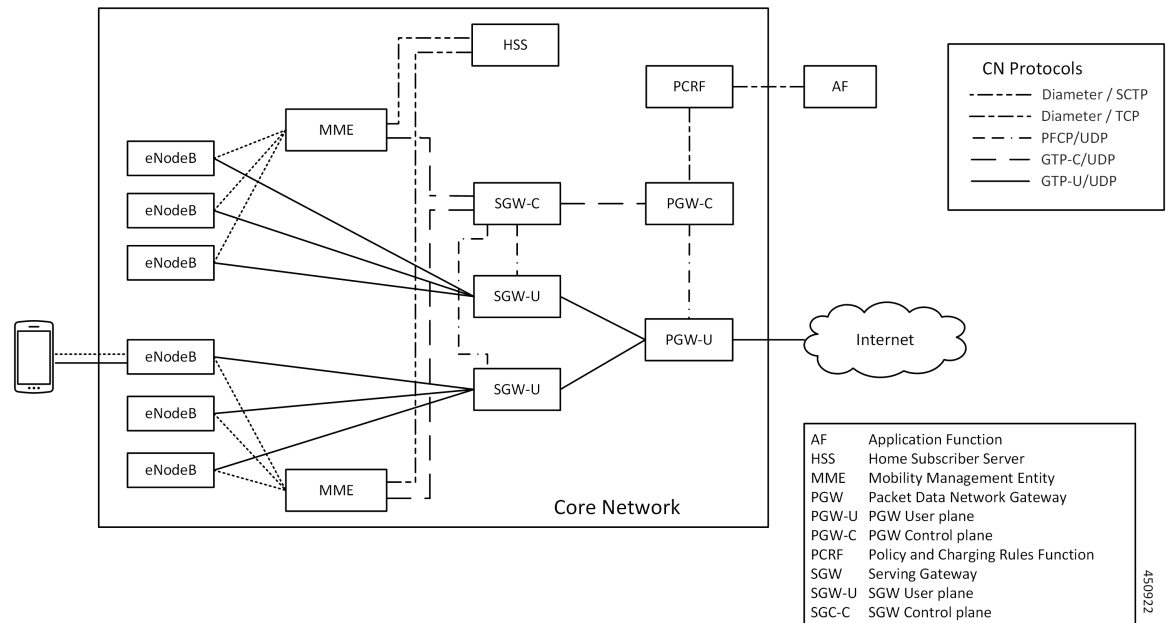 HSS
PCRF
AF
MME
eNodeB
eNodeB
eNodeB
SGW-C
PGW-C
SGW-U
PGW-U
Internet
eNodeB
SGW-U
eNodeB
eNodeB
MME
Core Network
CN Protocols
Diameter / SCTP
Diameter / TCP
PFCP/UDP
GTP-C/UDP
GTP-U/UDP
AF Application Function
HSS Home Subscriber Server
MME Mobility Management Entity
PGW Packet Data Network Gateway
PGW-U PGW User plane
PGW-C PGW Control plane
PCRF Policy and Charging Rules Function
SGW Serving Gateway
SGW-U SGW User plane
SGC-C SGW Control plane
450922